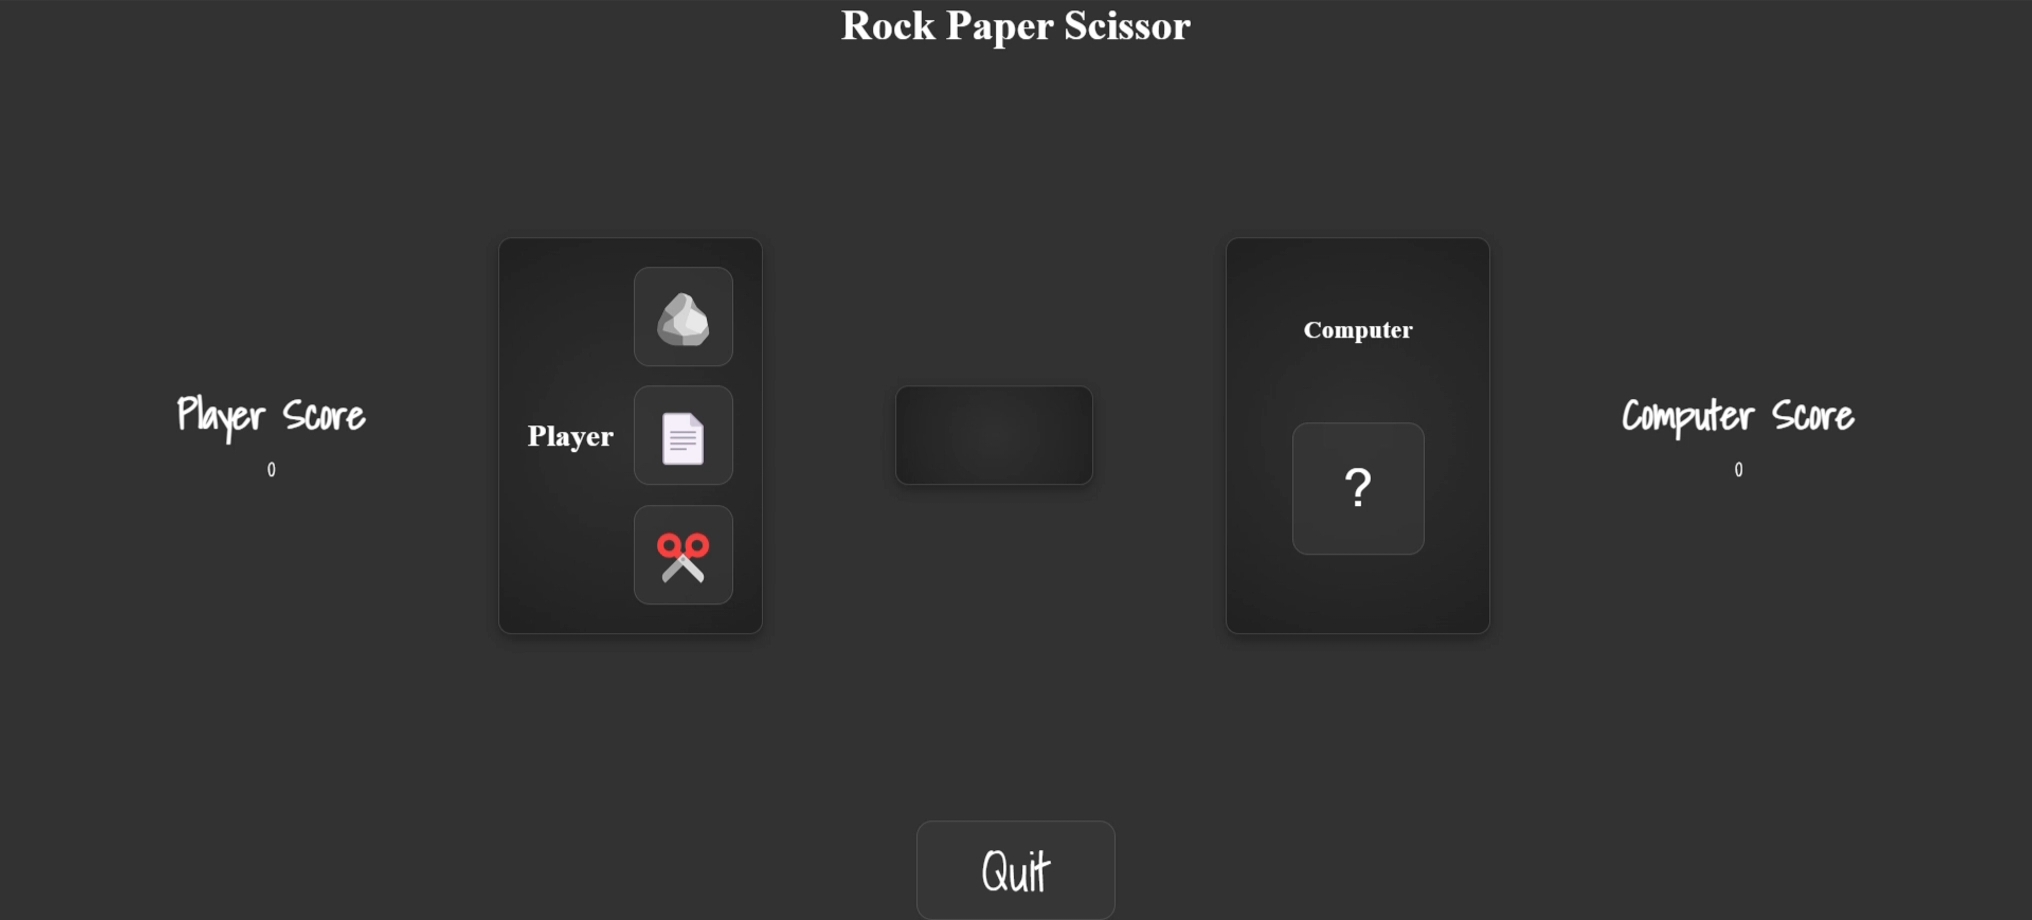 Rock Paper Scissor
Player Score
0
Player
Computer
?
Computer Score
0
Quit